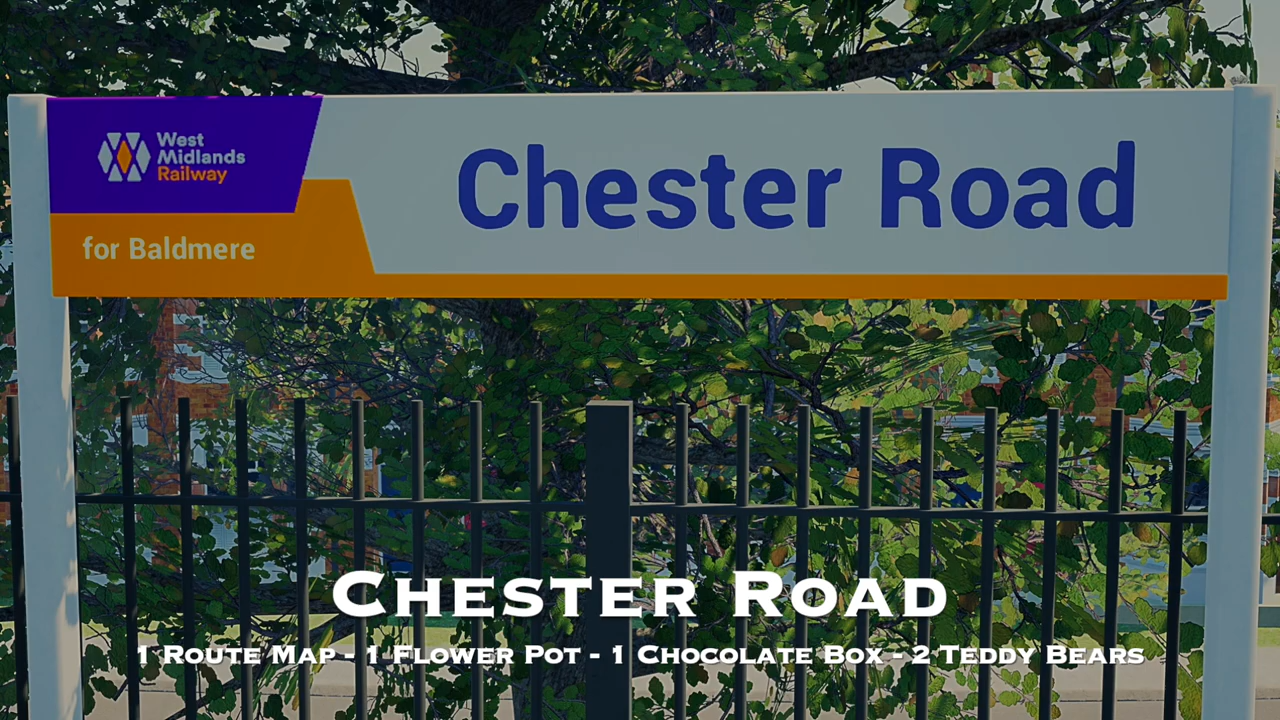 West
Midlands
Railway
for Baldmere
Chester Road
Chester Road
1 Route Map - 1 Flower Pot - 1 Chocolate Box - 2 Teddy Bears